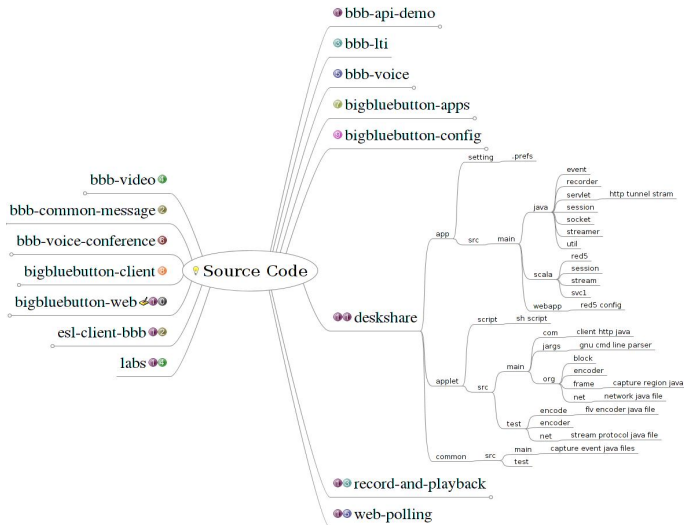 bbb-api-demo
bbb-lti
bbb-voice
bigbluebutton-apps
bigbluebutton-config
bbb-video
bbb-common-message
bbb-voice-conference
bigbluebutton-client
bigbluebutton-web
esl-client-bbb
labs
Source Code
deskshare
app
setting
.prefs
src
main
java
event
recorder
servlet
http tunnel stram
session
socket
streamer
util
scala
red5
session
stream
svc1
webapp
red5 config
applet
script
sh script
src
main
com
client http java
jargs
gnu cmd line parser
org
block
encoder
frame
capture region java
net
network java file
test
encode
flv encoder java file
encoder
net
stream protocol java file
common
src
main
capture event java files
test
record-and-playback
web-polling